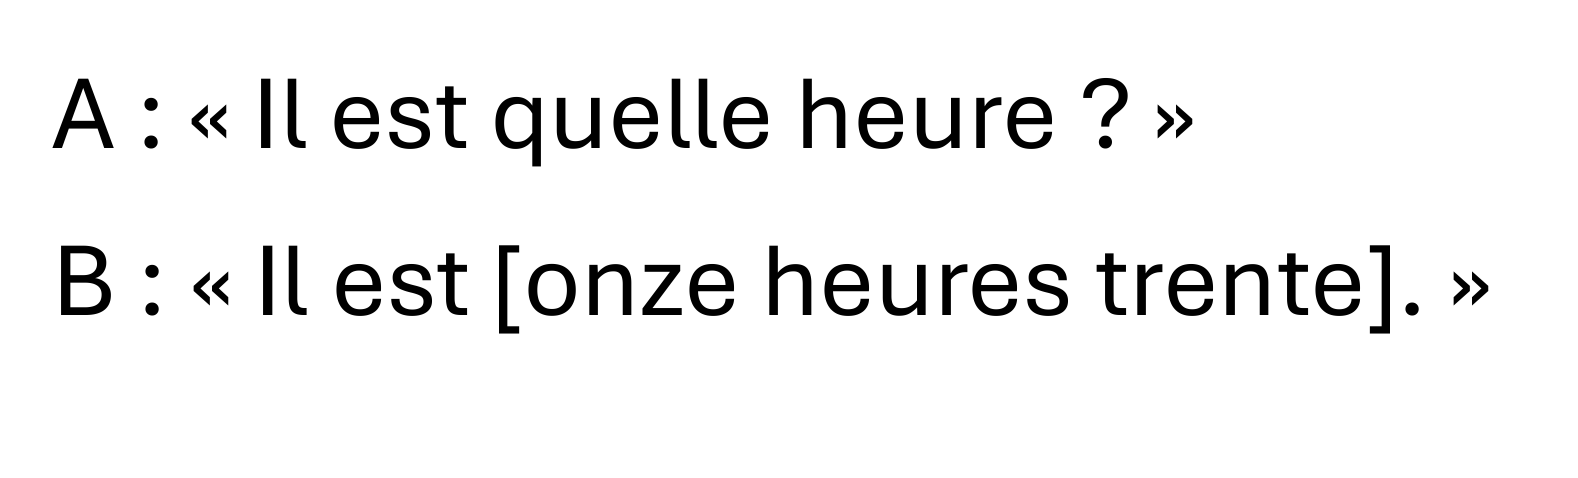 A : « Il est quelle heure ? »
B : « Il est [onze heures trente]. »